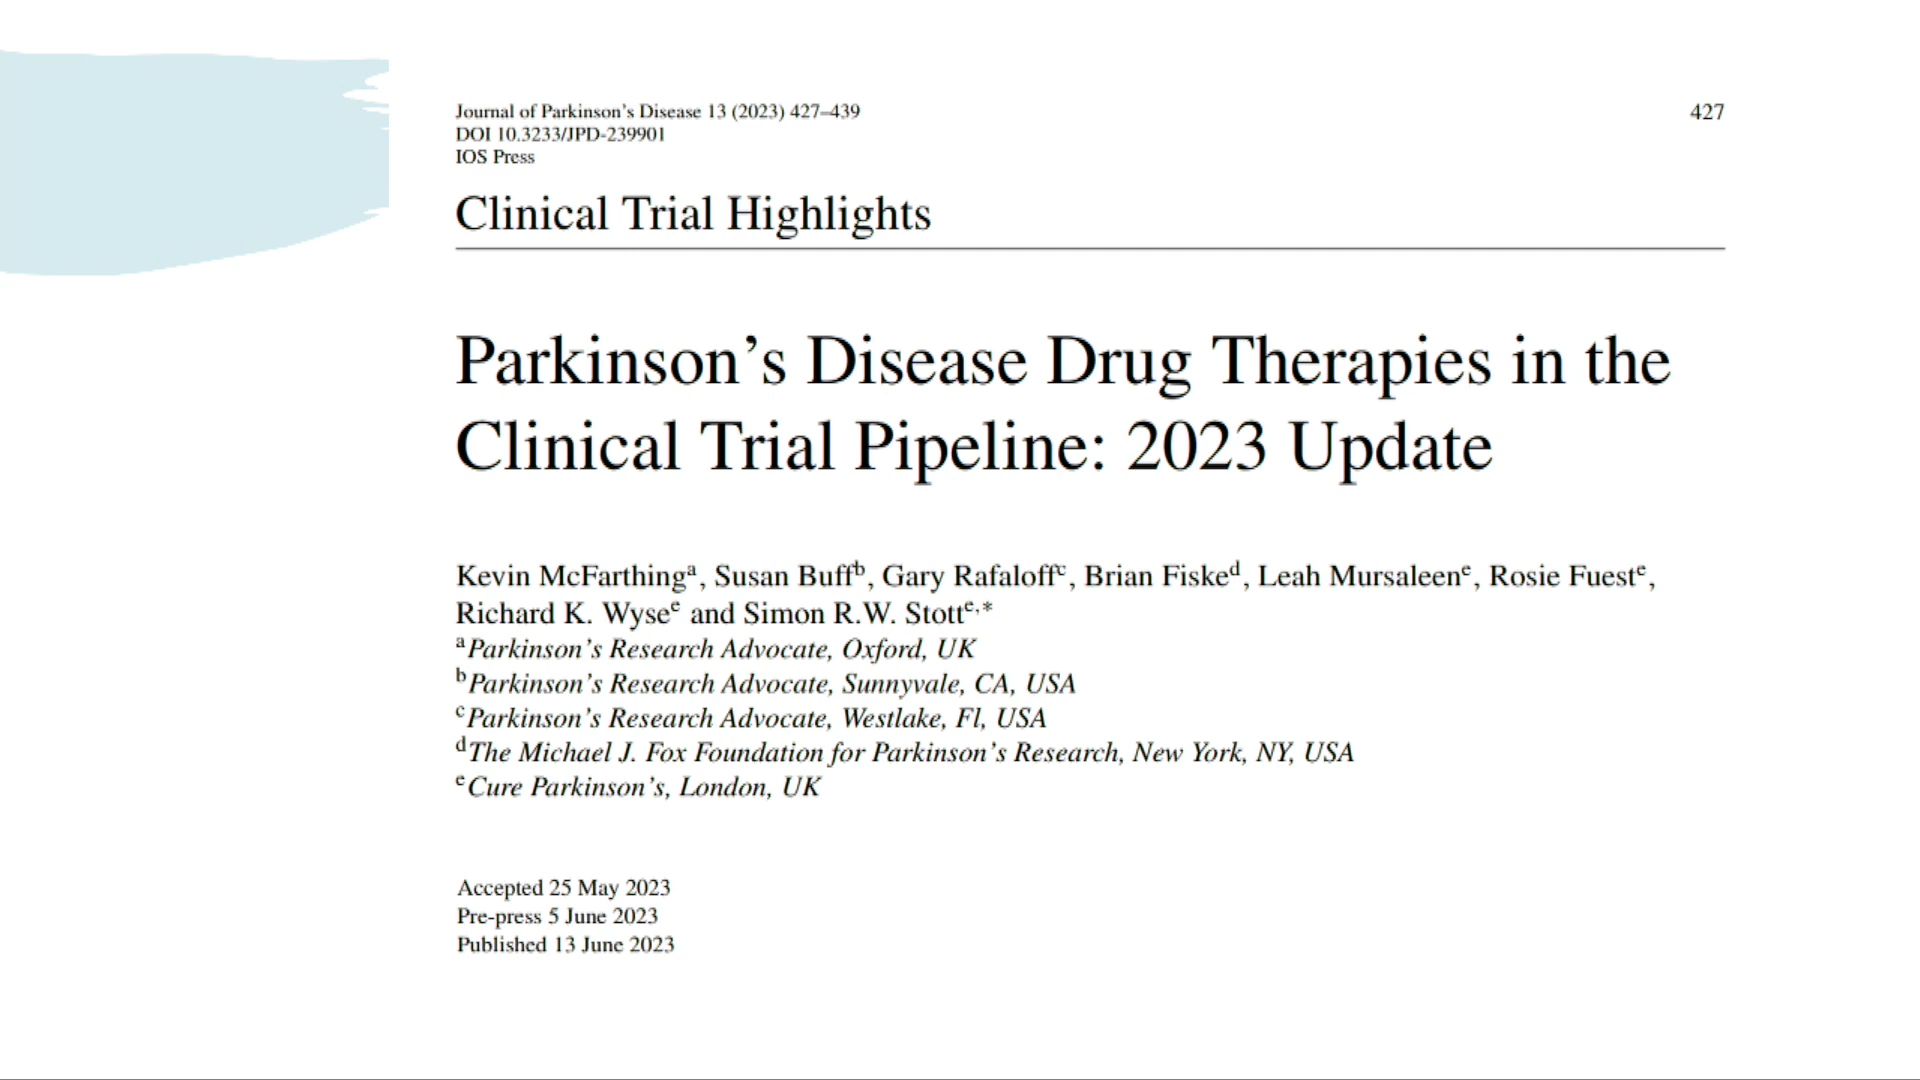 Journal of Parkinson's Disease 13 (2023) 427–439
427
DOI 10.3233/JPD-239901
IOS Press
Clinical Trial Highlights
Parkinson's Disease Drug Therapies in the
Clinical Trial Pipeline: 2023 Update
Kevin McFarthingᵃ, Susan Buffᵇ, Gary Rafaloffᶜ, Brian Fiskeᵈ, Leah Mursaleenᵉ, Rosie Fuestᵉ,
Richard K. Wyseᵉ and Simon R.W. Stottᵉ,*
ᵃParkinson's Research Advocate, Oxford, UK
ᵇParkinson's Research Advocate, Sunnyvale, CA, USA
ᶜParkinson's Research Advocate, Westlake, Fl, USA
ᵈThe Michael J. Fox Foundation for Parkinson's Research, New York, NY, USA
ᵉCure Parkinson's, London, UK
Accepted 25 May 2023
Pre-press 5 June 2023
Published 13 June 2023